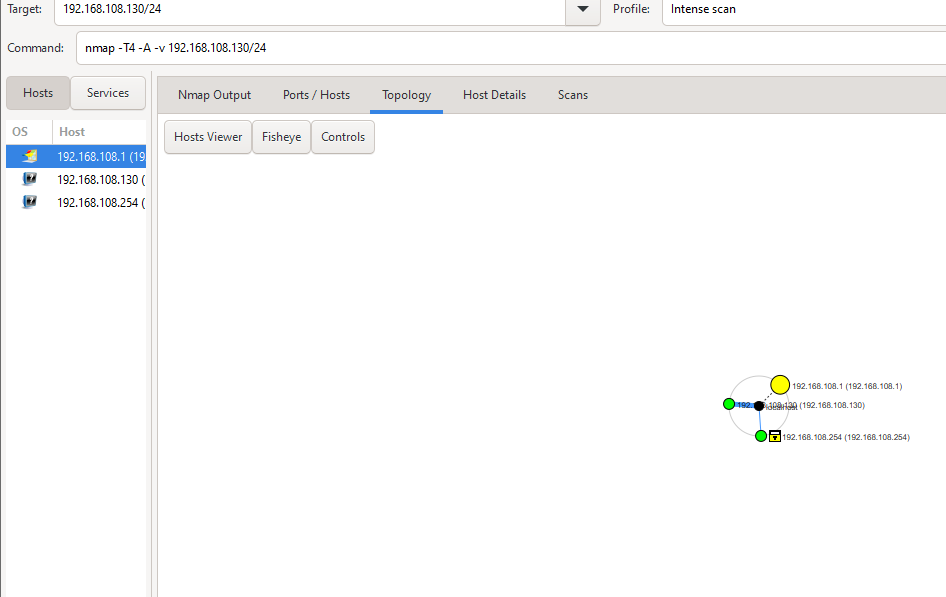 Target: 192.168.108.130/24 Profile: Intense scan
Command: nmap -T4 -A -v 192.168.108.130/24
Hosts Services
Nmap Output Ports / Hosts Topology Host Details Scans
OS Host
Hosts Viewer Fisheye Controls
192.168.108.1 (19
192.168.108.130 (
192.168.108.254 (
192.168.108.1 (192.168.108.1)
192.168.108.130 (192.168.108.130)
localhost
192.168.108.254 (192.168.108.254)